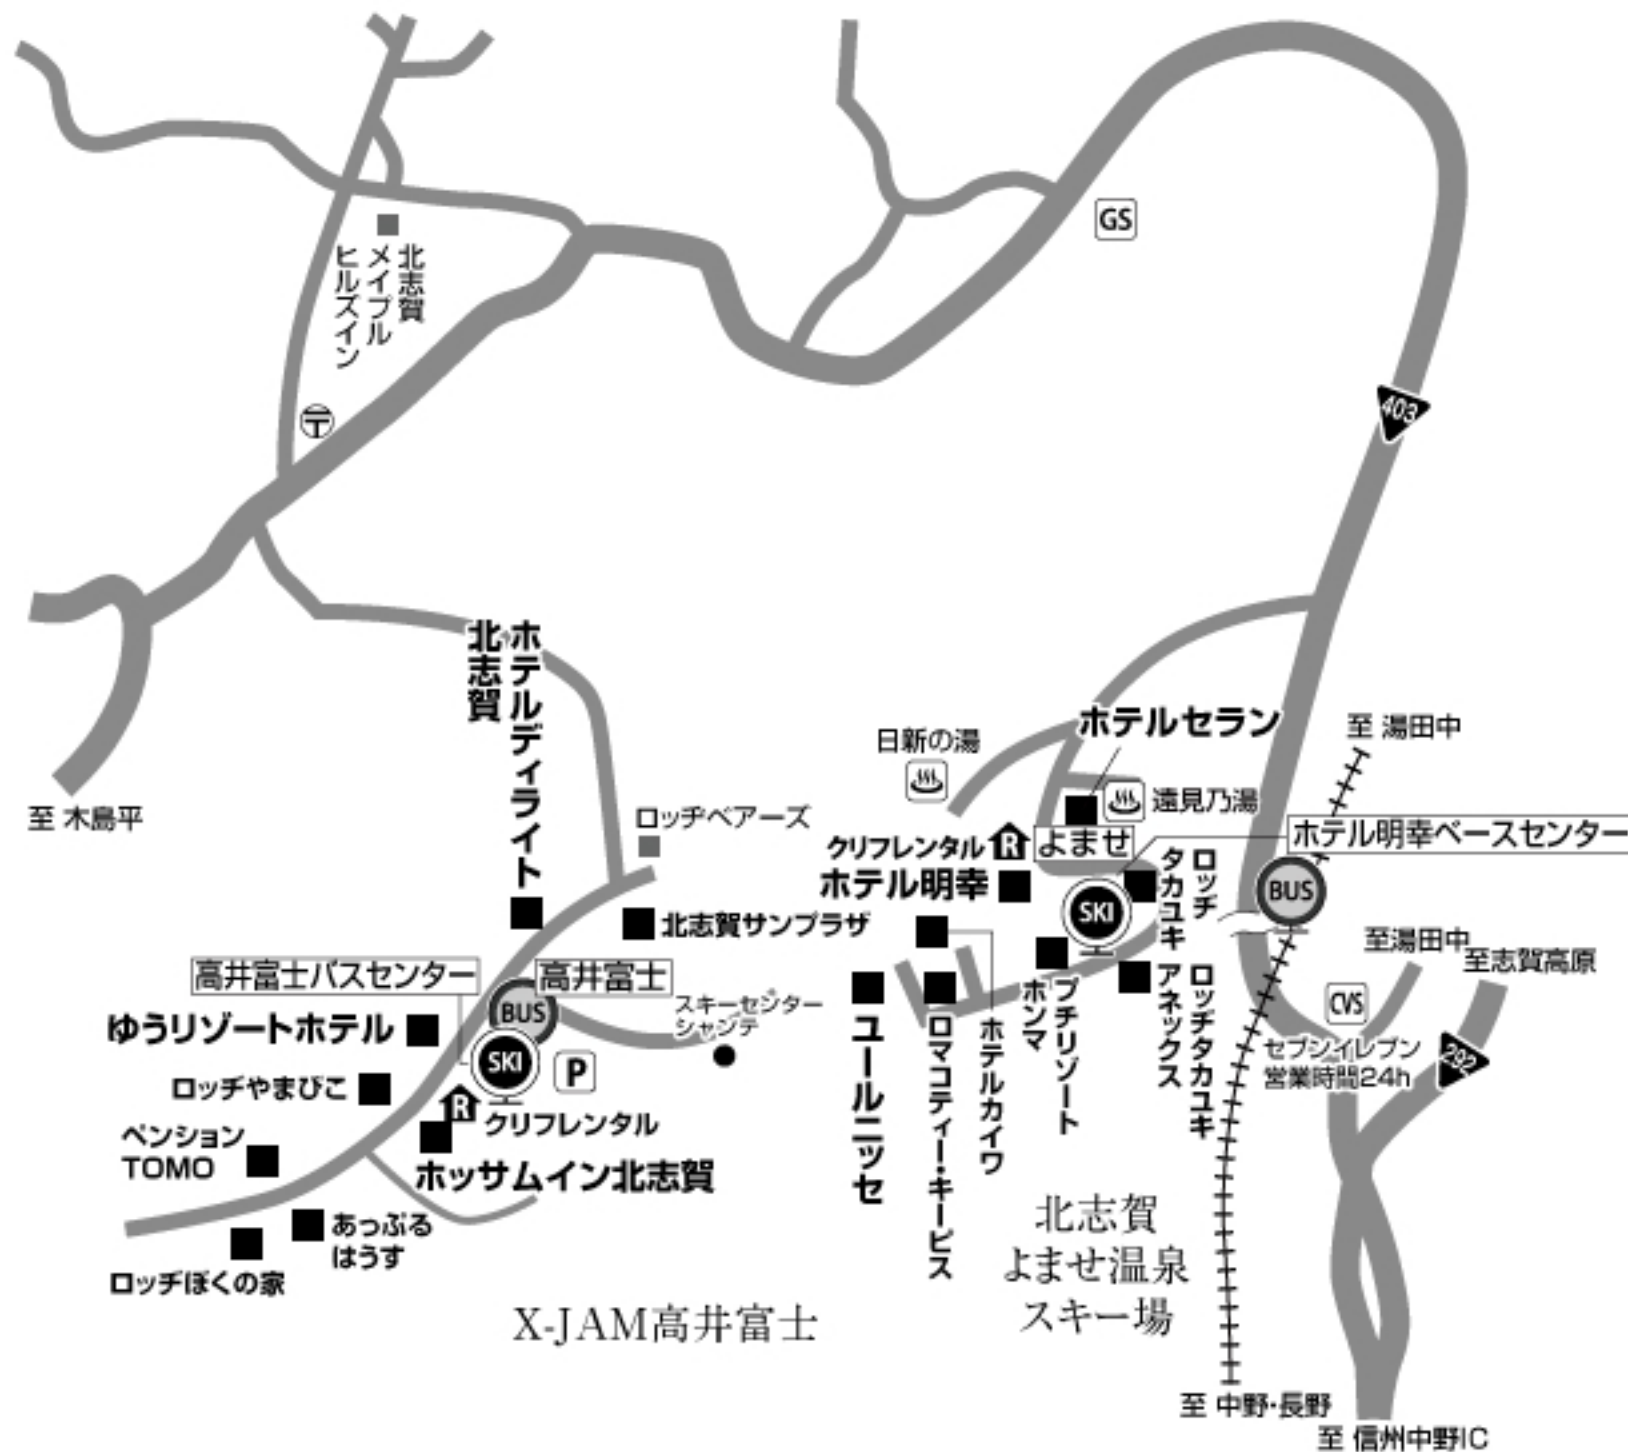 GS
北志賀
メイプル
ヒルズイン
〒
403
ホテルディライト
北志賀
至 木島平
至 湯田中
ホテルセラン
日新の湯
遠見乃湯
ロッヂベアーズ
クリフレンタル
R
よませ
ホテル明幸ベースセンター
ホテル明幸
SKI
BUS
ロッヂ
タカユキ
北志賀サンプラザ
高井富士バスセンター
高井富士
BUS
SKI
P
スキーセンター
シャンテ
ゆうリゾートホテル
ロッヂやまびこ
R
クリフレンタル
ペンション
TOMO
ホッサムイン北志賀
あっぷる
はうす
ロッヂぼくの家
X-JAM高井富士
ユールニッセ
ロマコティー・キービス
ホテルカイワ
プチリゾート
ホンマ
ロッヂタカユキ
アネックス
至湯田中
至志賀高原
CVS
セブンイレブン
営業時間24h
292
北志賀
よませ温泉
スキー場
至 中野・長野
至 信州中野IC